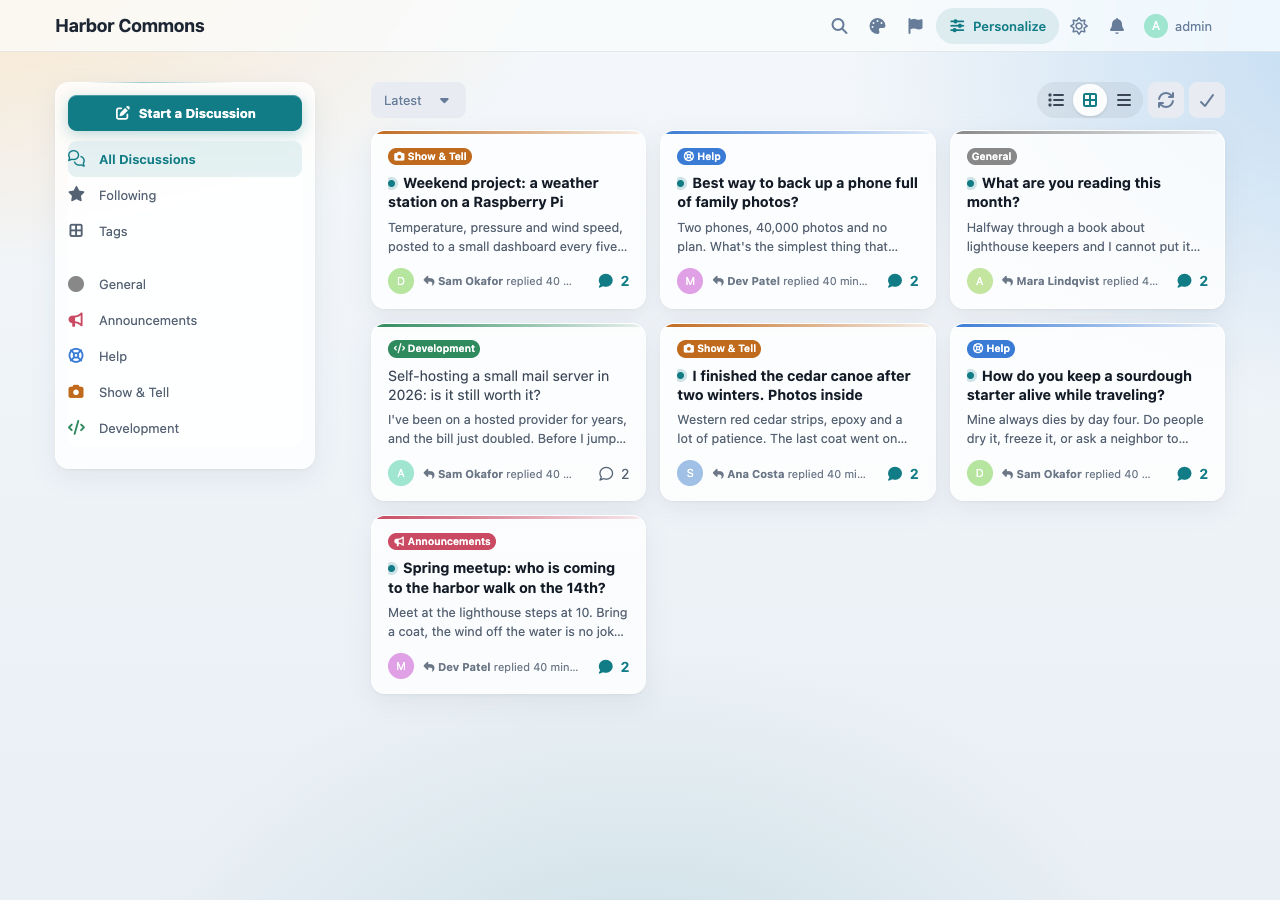 Harbor Commons
Personalize
A admin
Start a Discussion
All Discussions
Following
Tags
General
Announcements
Help
Show & Tell
Development
Latest
Show & Tell
Weekend project: a weather
station on a Raspberry Pi
Temperature, pressure and wind speed,
posted to a small dashboard every five...
D Sam Okafor replied 40 ... 2
Help
Best way to back up a phone full
of family photos?
Two phones, 40,000 photos and no
plan. What's the simplest thing that...
M Dev Patel replied 40 min... 2
General
What are you reading this
month?
Halfway through a book about
lighthouse keepers and I cannot put it...
A Mara Lindqvist replied 4... 2
Development
Self-hosting a small mail server in
2026: is it still worth it?
I've been on a hosted provider for years,
and the bill just doubled. Before I jump...
A Sam Okafor replied 40 ... 2
Show & Tell
I finished the cedar canoe after
two winters. Photos inside
Western red cedar strips, epoxy and a
lot of patience. The last coat went on...
S Ana Costa replied 40 mi... 2
Help
How do you keep a sourdough
starter alive while traveling?
Mine always dies by day four. Do people
dry it, freeze it, or ask a neighbor to...
D Sam Okafor replied 40 ... 2
Announcements
Spring meetup: who is coming
to the harbor walk on the 14th?
Meet at the lighthouse steps at 10. Bring
a coat, the wind off the water is no jok...
M Dev Patel replied 40 min... 2